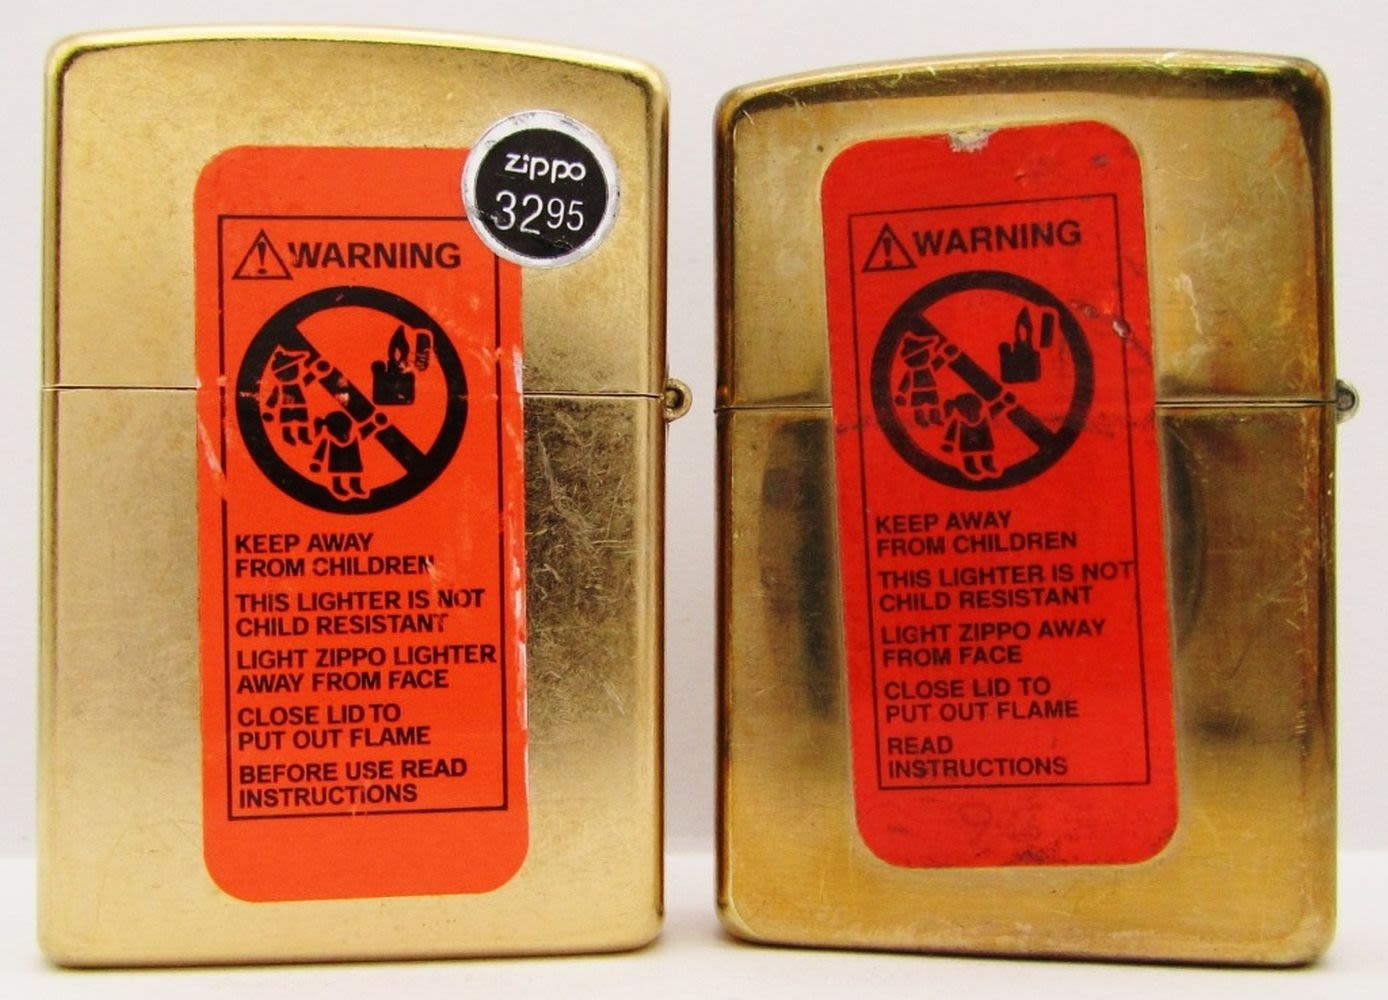 zippo
3295
WARNING
KEEP AWAY
FROM CHILDREN
THIS LIGHTER IS NOT
CHILD RESISTANT
LIGHT ZIPPO LIGHTER
AWAY FROM FACE
CLOSE LID TO
PUT OUT FLAME
BEFORE USE READ
INSTRUCTIONS
WARNING
KEEP AWAY
FROM CHILDREN
THIS LIGHTER IS NOT
CHILD RESISTANT
LIGHT ZIPPO AWAY
FROM FACE
CLOSE LID TO
PUT OUT FLAME
READ
INSTRUCTIONS